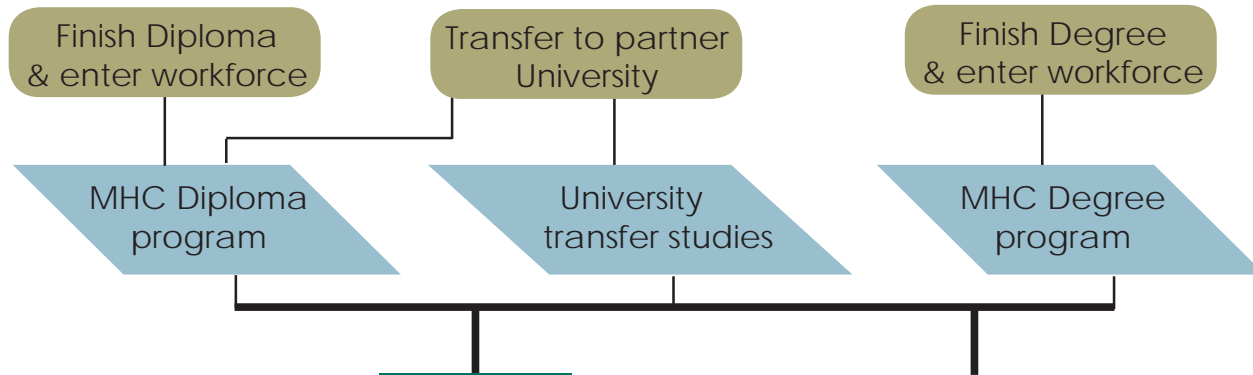 Finish Diploma
& enter workforce
Transfer to partner
University
Finish Degree
& enter workforce
MHC Diploma
program
University
transfer studies
MHC Degree
program